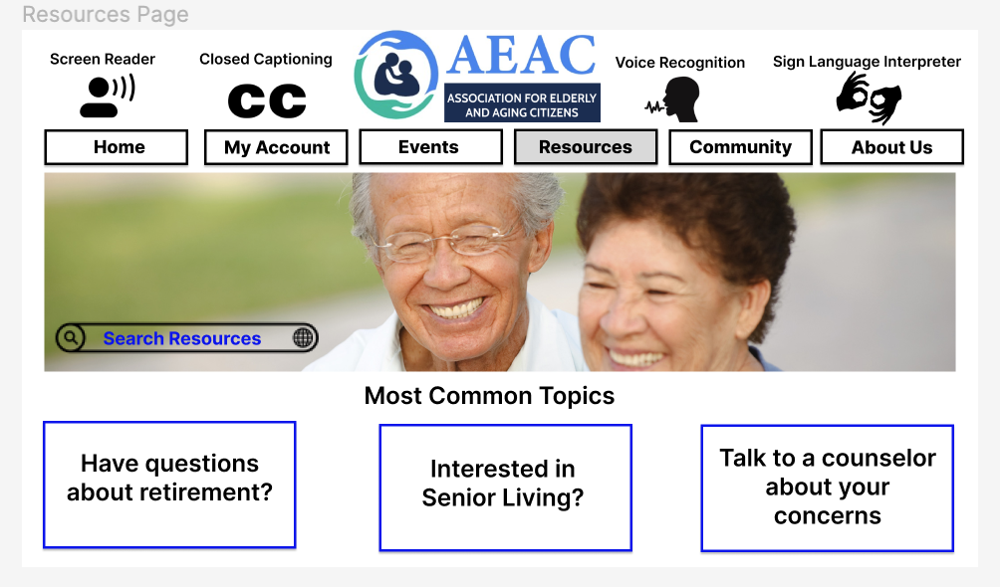 Resources Page
Screen Reader
Closed Captioning
CC
AEAC
ASSOCIATION FOR ELDERLY
AND AGING CITIZENS
Voice Recognition
Sign Language Interpreter
Home
My Account
Events
Resources
Community
About Us
Search Resources
Most Common Topics
Have questions
about retirement?
Interested in
Senior Living?
Talk to a counselor
about your
concerns